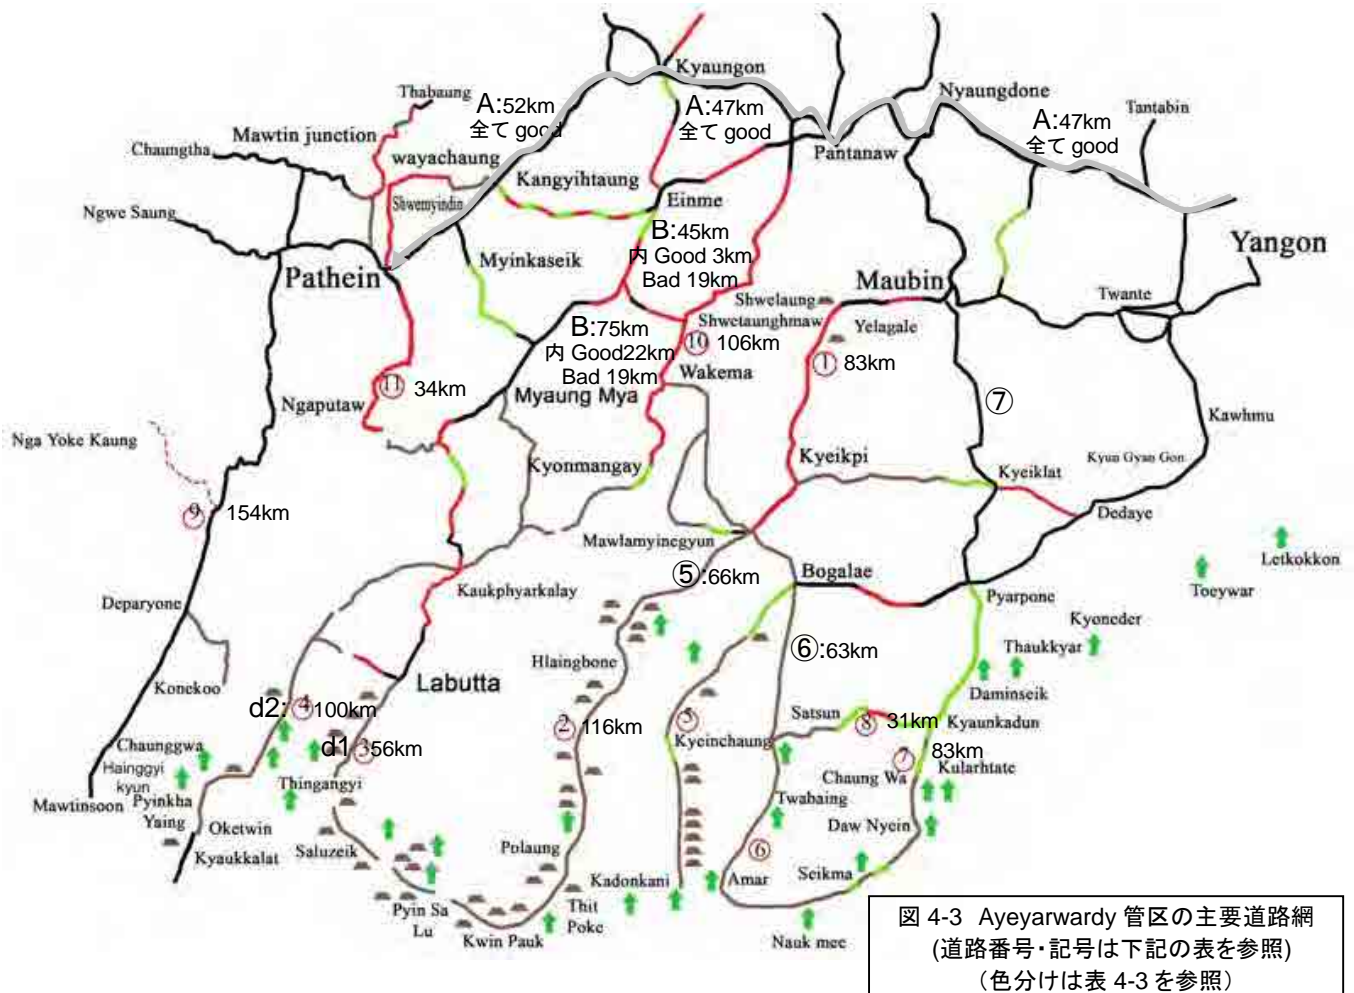 Kyaungon
Thabaung
A:52km
全て good
A:47km
全て good
Nyaungdone
A:47km
全て good
Tantabin
Mawtin junction
Chaungtha
wayachaung
Pantanaw
Kangyihtaung
Shwemyindin
Einme
Ngwe Saung
B:45km
内 Good 3km
Bad 19km
Yangon
Myinkaseik
Pathein
Maubin
Shwelaung
Twante
Shwetaunghmaw
Yelagale
B:75km
内 Good22km
Bad 19km
⑩ 106km
① 83km
Wakema
⑪ 34km
Myaung Mya
Ngaputaw
⑦
Kawhmu
Nga Yoke Kaung
Kyonmangay
Kyeikpi
Kyeiklat
Kyun Gyan Gon
⑨ 154km
Dedaye
Mawlamyinegyun
Letkokkon
⑤:66km
Bogalae
Toeywar
Kaukphyarkalay
Pyarpone
Deparyone
Kyoneder
Thaukkyar
⑥:63km
Hlaingbone
Labutta
Konekoo
Daminseik
d2: ④ 100km
Satsun
⑧ 31km
Kyaunkadun
② 116km
⑤
Kyeinchaung
d1 ③ 56km
⑦ 83km
Chaunggwa
Hainggyi
kyun
Thingangyi
Chaung Wa
Kularhtate
Mawtinsoon
Pyinkha
Yaing
Twabaing
Oketwin
Daw Nyein
Kyaukkalat
Saluzeik
Polaung
⑥
Kadonkani
Amar
Seikma
Pyin Sa
Lu
Thit
Poke
Kwin Pauk
Nauk mee
図 4-3 Ayeyarwardy 管区の主要道路網
(道路番号・記号は下記の表を参照)
(色分けは表 4-3 を参照)